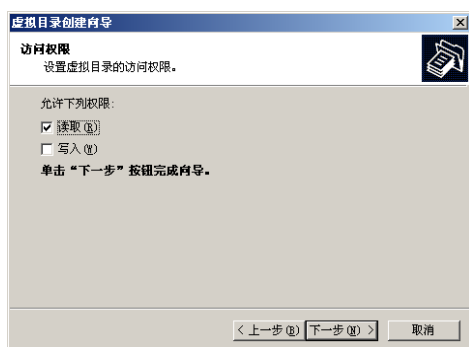 虚拟目录创建向导
访问权限
设置虚拟目录的访问权限。
允许下列权限:
读取(R)
写入(W)
单击“下一步”按钮完成向导。
< 上一步(B) 下一步(N) > 取消